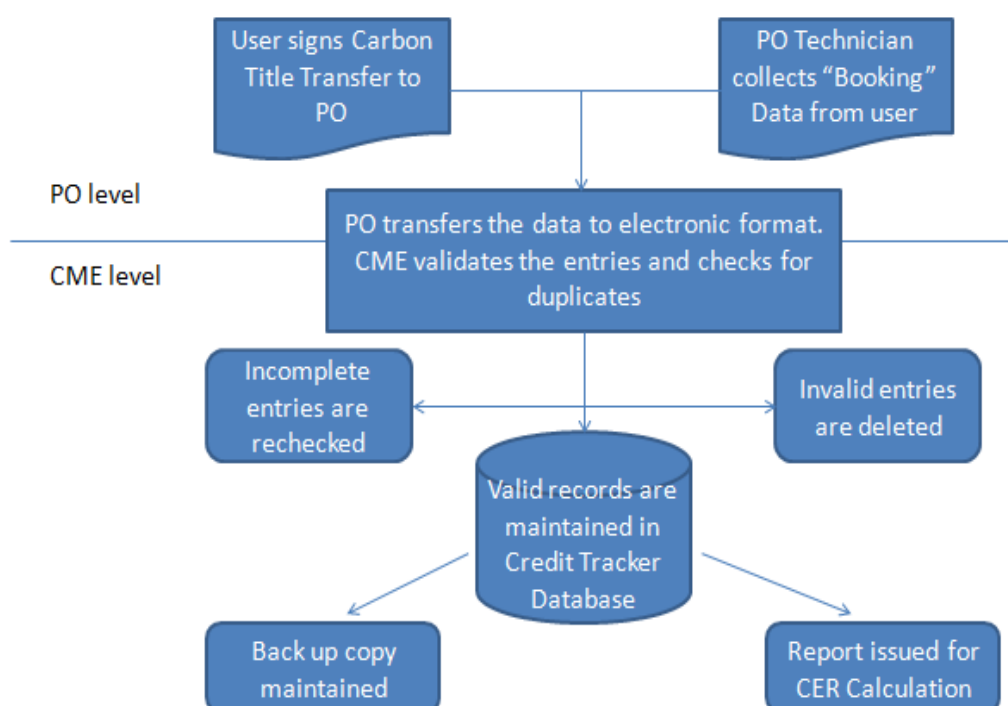 User signs Carbon
Title Transfer to
PO
PO Technician
collects “Booking”
Data from user
PO level
PO transfers the data to electronic format.
CME validates the entries and checks for
duplicates
CME level
Incomplete
entries are
rechecked
Invalid entries
are deleted
Valid records are
maintained in
Credit Tracker
Database
Back up copy
maintained
Report issued for
CER Calculation